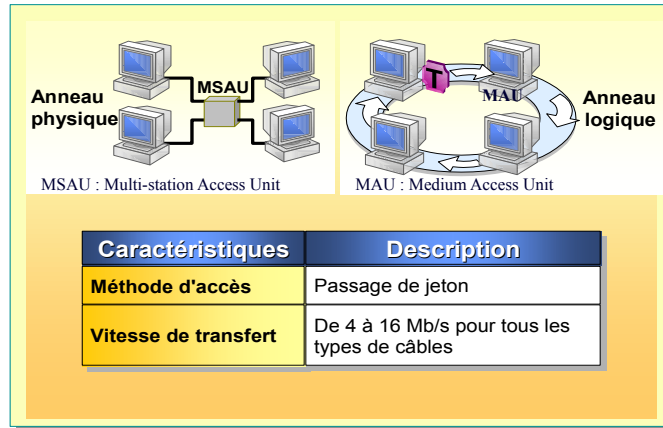 Anneau
physique
MSAU
MSAU : Multi-station Access Unit
T
MAU
Anneau
logique
MAU : Medium Access Unit
Caractéristiques
Description
Méthode d'accès
Passage de jeton
Vitesse de transfert
De 4 à 16 Mb/s pour tous les
types de câbles